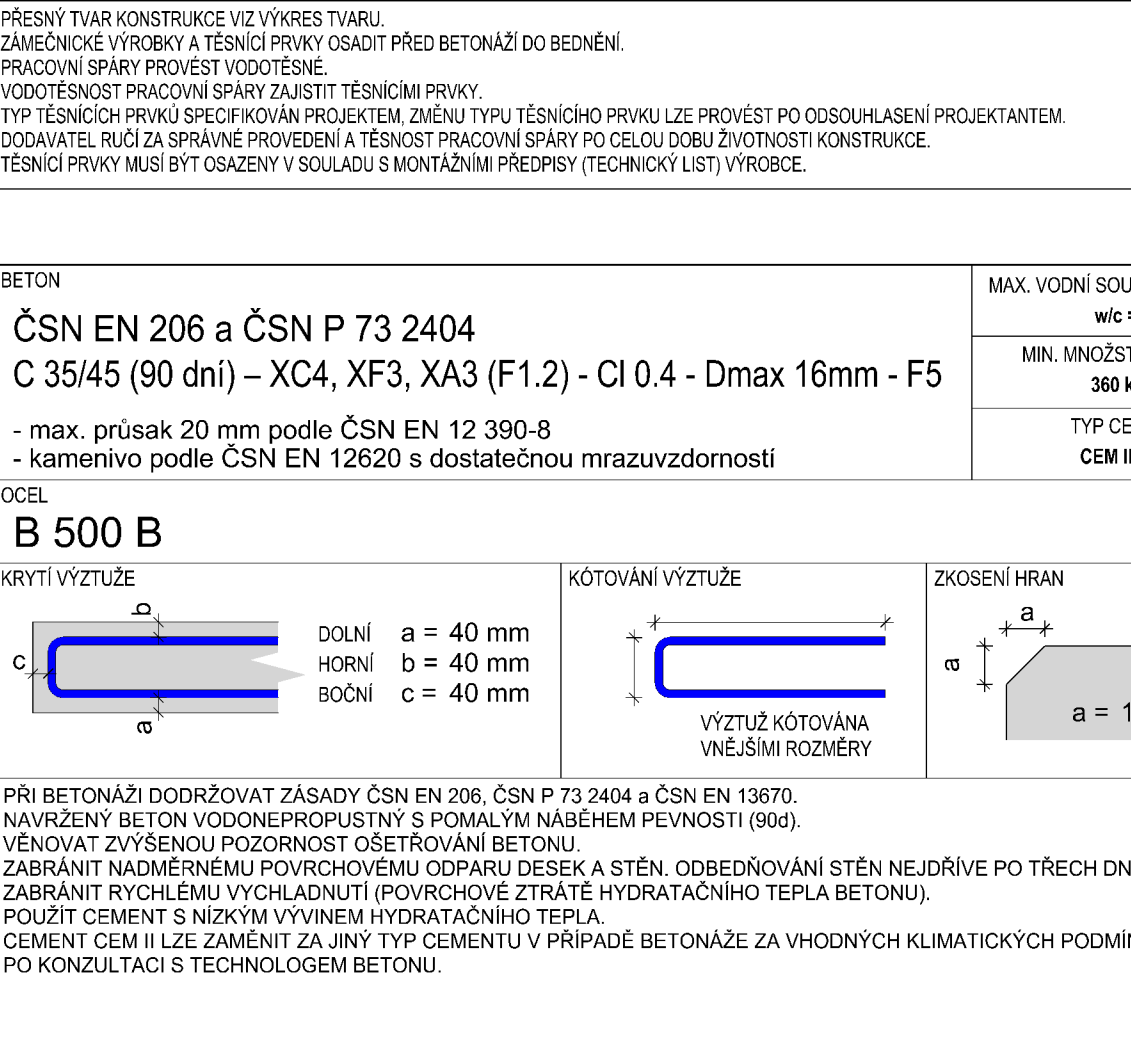 PŘESNÝ TVAR KONSTRUKCE VIZ VÝKRES TVARU.
ZÁMEČNICKÉ VÝROBKY A TĚSNÍCÍ PRVKY OSADIT PŘED BETONÁŽÍ DO BEDNĚNÍ.
PRACOVNÍ SPÁRY PROVÉST VODOTĚSNÉ.
VODOTĚSNOST PRACOVNÍ SPÁRY ZAJISTIT TĚSNÍCÍMI PRVKY.
TYP TĚSNÍCÍCH PRVKŮ SPECIFIKOVÁN PROJEKTEM, ZMĚNU TYPU TĚSNÍCÍHO PRVKU LZE PROVÉST PO ODSOUHLASENÍ PROJEKTANTEM.
DODAVATEL RUČÍ ZA SPRÁVNÉ PROVEDENÍ A TĚSNOST PRACOVNÍ SPÁRY PO CELOU DOBU ŽIVOTNOSTI KONSTRUKCE.
TĚSNÍCÍ PRVKY MUSÍ BÝT OSAZENY V SOULADU S MONTÁŽNÍMI PŘEDPISY (TECHNICKÝ LIST) VÝROBCE.
BETON
ČSN EN 206 a ČSN P 73 2404
C 35/45 (90 dní) – XC4, XF3, XA3 (F1.2) - Cl 0.4 - Dmax 16mm - F5
- max. průsak 20 mm podle ČSN EN 12 390-8
- kamenivo podle ČSN EN 12620 s dostatečnou mrazuvzdorností
MAX. VODNÍ SOU
w/c =
MIN. MNOŽST
360 k
TYP CE
CEM II
OCEL
B 500 B
KRYTÍ VÝZTUŽE
b
c
a
DOLNÍ a = 40 mm
HORNÍ b = 40 mm
BOČNÍ c = 40 mm
KÓTOVÁNÍ VÝZTUŽE
VÝZTUŽ KÓTOVÁNA
VNĚJŠÍMI ROZMĚRY
ZKOSENÍ HRAN
a
a
a = 1
PŘI BETONÁŽI DODRŽOVAT ZÁSADY ČSN EN 206, ČSN P 73 2404 a ČSN EN 13670.
NAVRŽENÝ BETON VODONEPROPUSTNÝ S POMALÝM NÁBĚHEM PEVNOSTI (90d).
VĚNOVAT ZVÝŠENOU POZORNOST OŠETŘOVÁNÍ BETONU.
ZABRÁNIT NADMĚRNÉMU POVRCHOVÉMU ODPARU DESEK A STĚN. ODBEDŇOVÁNÍ STĚN NEJDŘÍVE PO TŘECH DN
ZABRÁNIT RYCHLÉMU VYCHLADNUTÍ (POVRCHOVÉ ZTRÁTĚ HYDRATAČNÍHO TEPLA BETONU).
POUŽÍT CEMENT S NÍZKÝM VÝVINEM HYDRATAČNÍHO TEPLA.
CEMENT CEM II LZE ZAMĚNIT ZA JINÝ TYP CEMENTU V PŘÍPADĚ BETONÁŽE ZA VHODNÝCH KLIMATICKÝCH PODMÍN
PO KONZULTACI S TECHNOLOGEM BETONU.